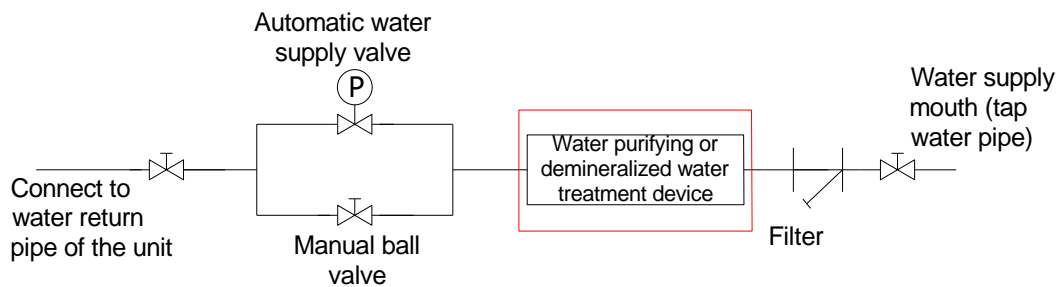 Automatic water
supply valve
P
Connect to
water return
pipe of the unit
Manual ball
valve
Water purifying or
demineralized water
treatment device
Filter
Water supply
mouth (tap
water pipe)